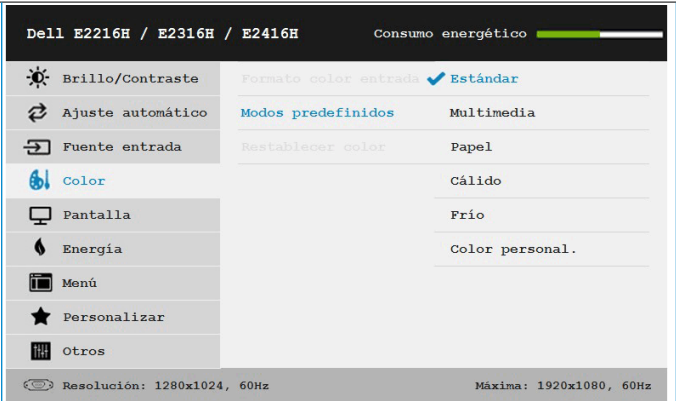 Dell E2216H / E2316H / E2416H Consumo energético
Brillo/Contraste Formato color entrada Estándar
Ajuste automático Modos predefinidos Multimedia
Fuente entrada Restablecer color Papel
Color Cálido
Pantalla Frío
Energía Color personal.
Menú
Personalizar
Otros
Resolución: 1280x1024, 60Hz Máxima: 1920x1080, 60Hz